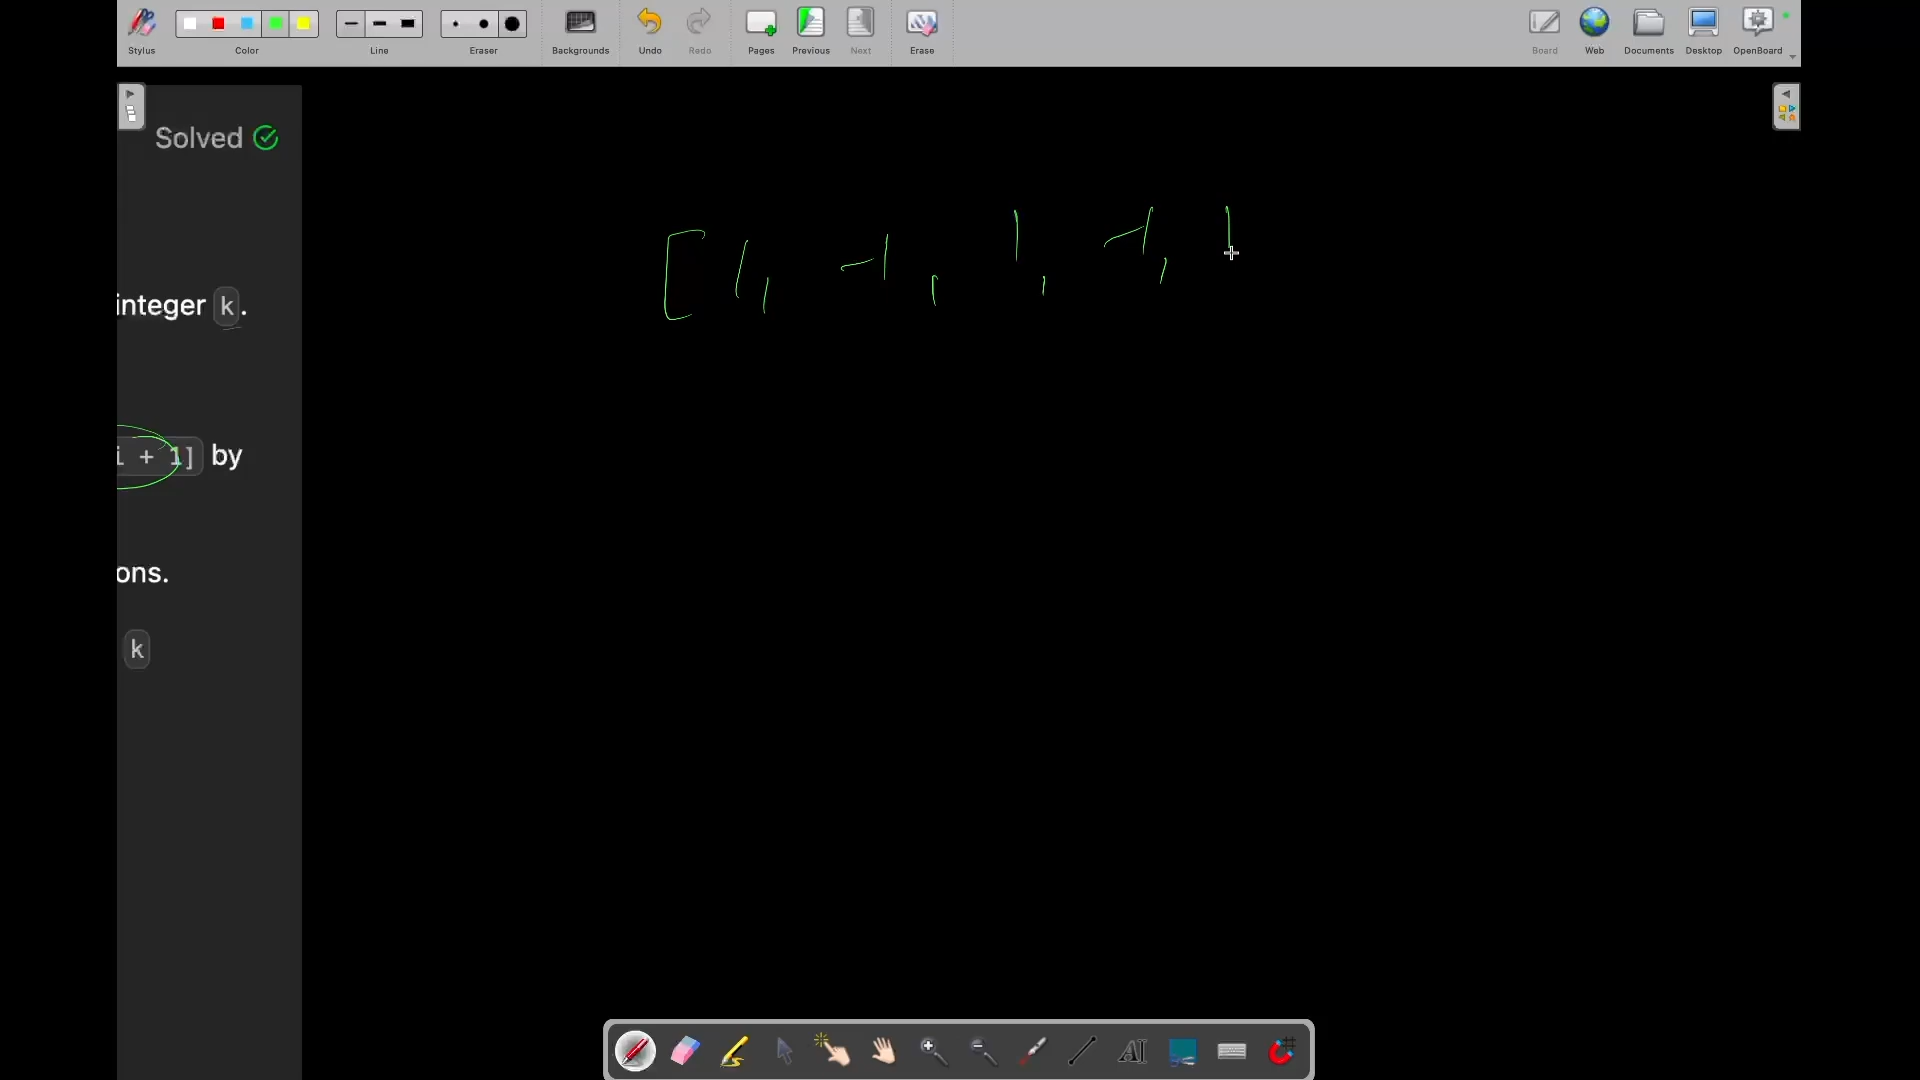 Stylus Color Line Eraser Backgrounds Undo Redo Pages Previous Next Erase Board Web Documents Desktop OpenBoard
Solved
[ 1, -1, 1, -1, 1
integer k.
i + 1] by
ons.
k
AI